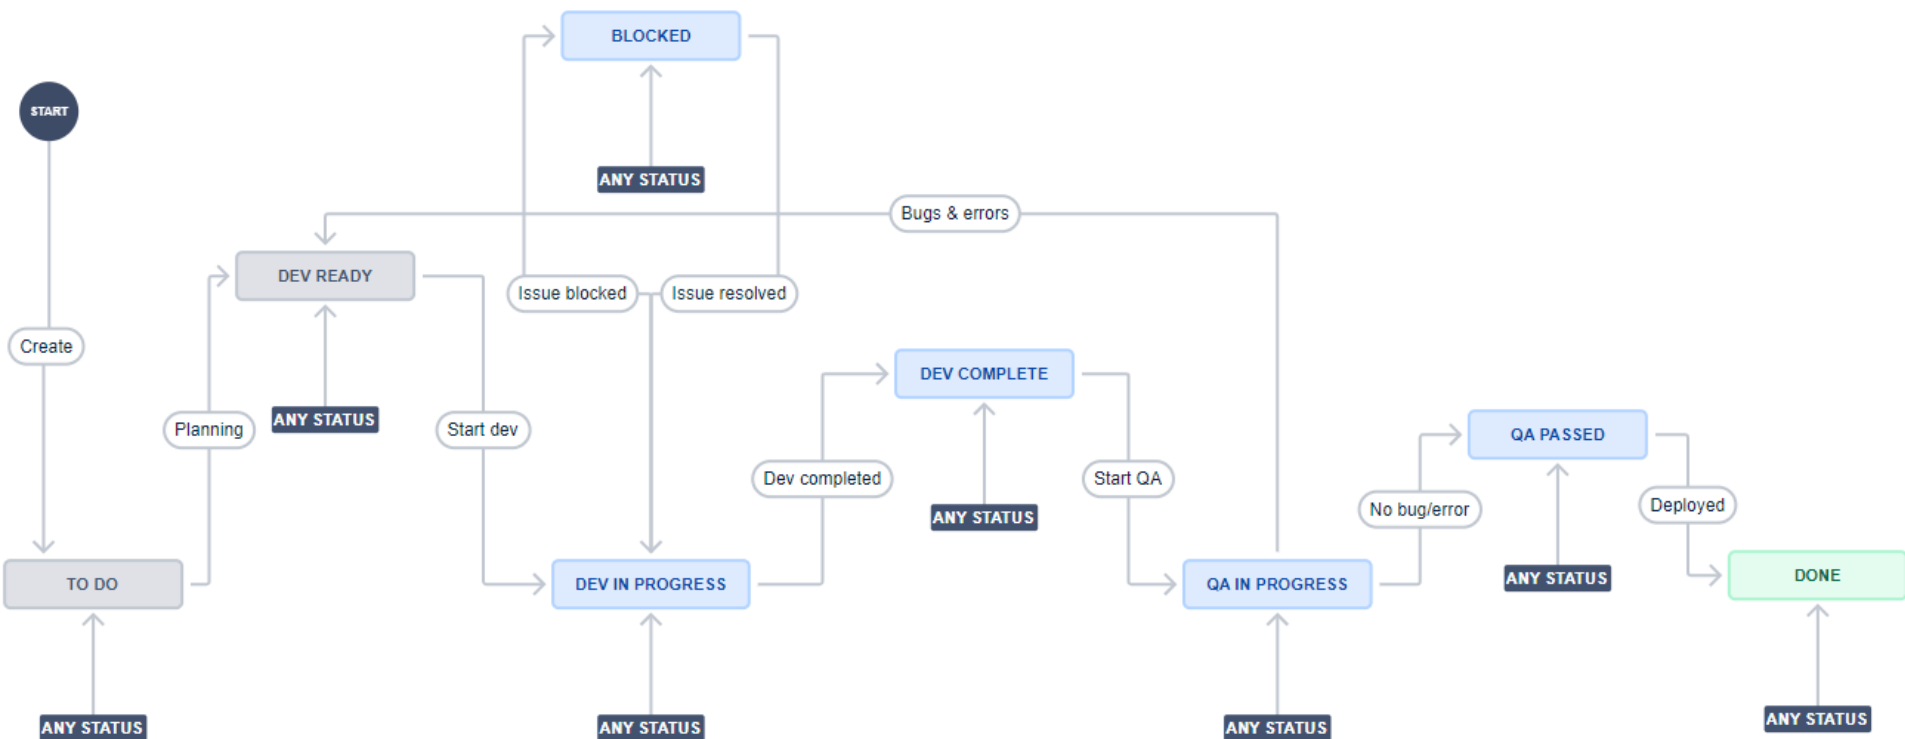 BLOCKED
START
ANY STATUS
Bugs & errors
DEV READY
Issue blocked
Issue resolved
Create
DEV COMPLETE
ANY STATUS
Planning
Start dev
QA PASSED
Dev completed
Start QA
No bug/error
Deployed
ANY STATUS
TO DO
DEV IN PROGRESS
QA IN PROGRESS
ANY STATUS
DONE
ANY STATUS
ANY STATUS
ANY STATUS
ANY STATUS